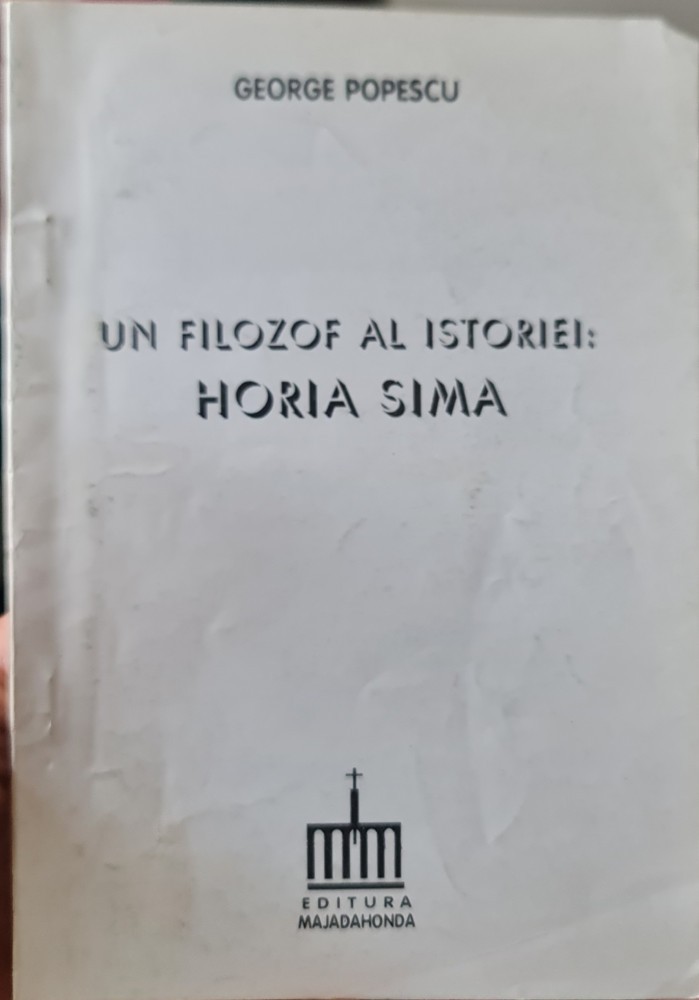 GEORGE POPESCU
UN FILOZOF AL ISTORIEI:
HORIA SIMA
EDITURA
MAJADAHONDA